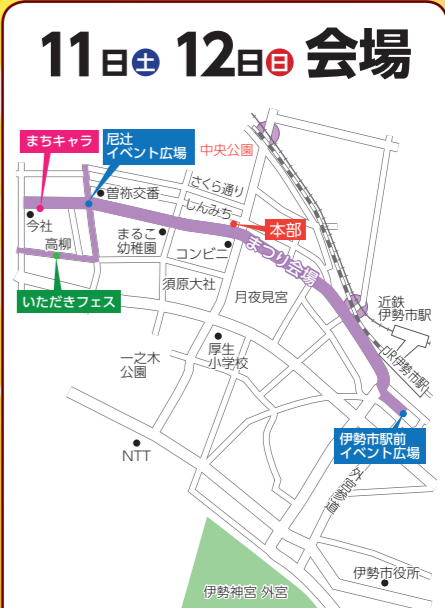 11日土 12日日 会場
まちキャラ
尼辻
イベント広場
中央公園
さくら通り
曽祢交番
しんみち
今社
本部
まるこ
幼稚園
高柳
コンビニ
まつり会場
須原大社
いただきフェス
月夜見宮
近鉄
伊勢市駅
JR伊勢市駅
厚生
小学校
一之木
公園
伊勢市駅前
イベント広場
NTT
外宮参道
伊勢市役所
伊勢神宮 外宮